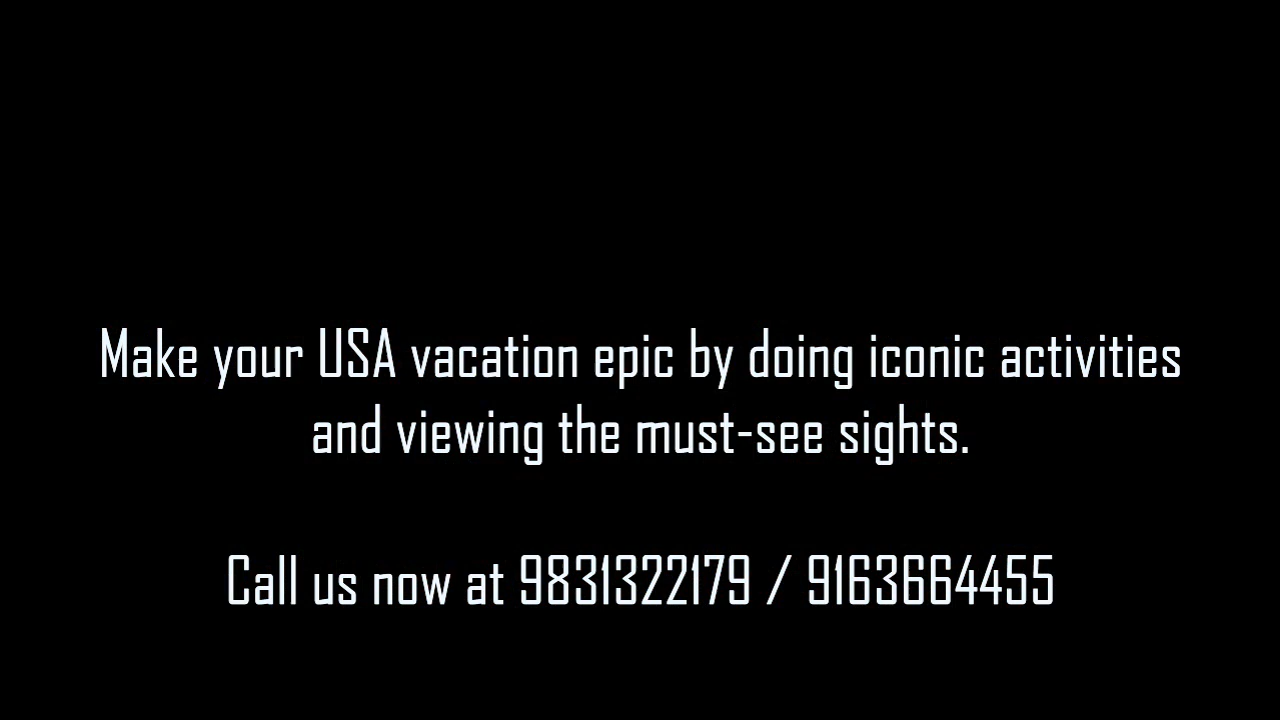 Make your USA vacation epic by doing iconic activities
and viewing the must-see sights.
Call us now at 9831322179 / 9163664455